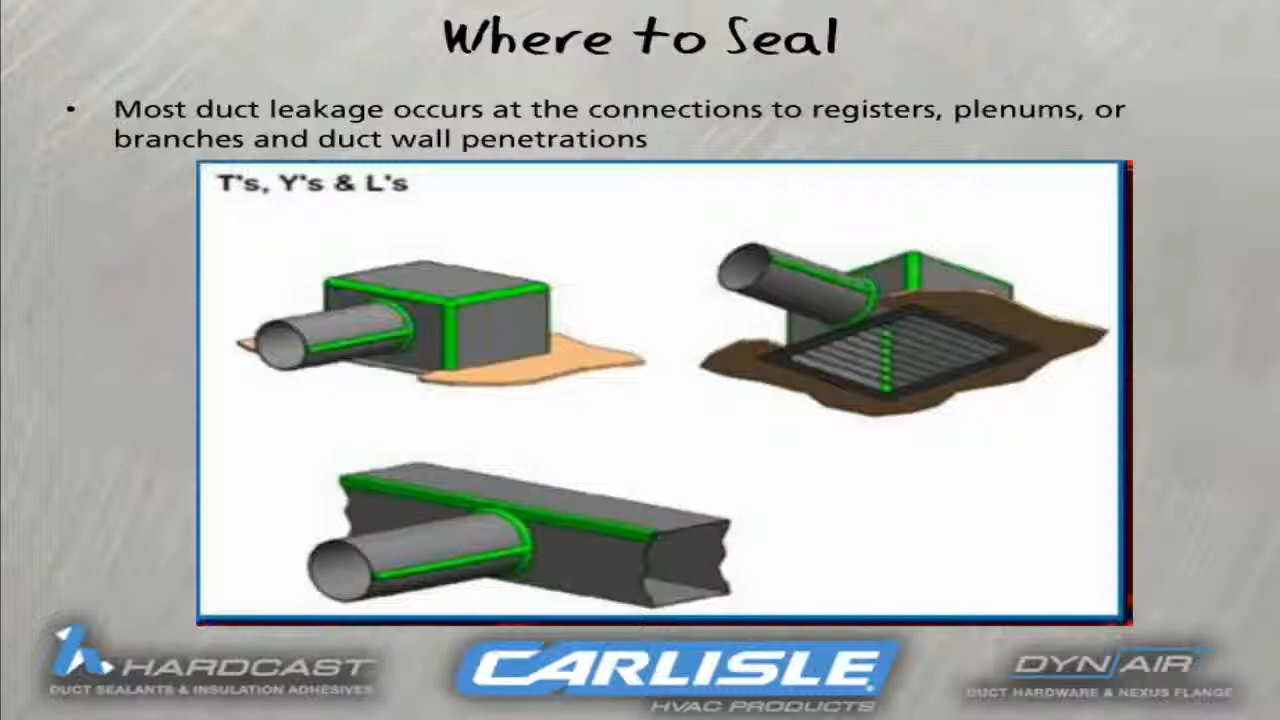 Where to Seal
• Most duct leakage occurs at the connections to registers, plenums, or
branches and duct wall penetrations
T's, Y's & L's
HARDCAST
DUCT SEALANTS & INSULATION ADHESIVES
CARLISLE
HVAC PRODUCTS
DYN/AIR
DUCT HARDWARE & NEXUS FLANGE